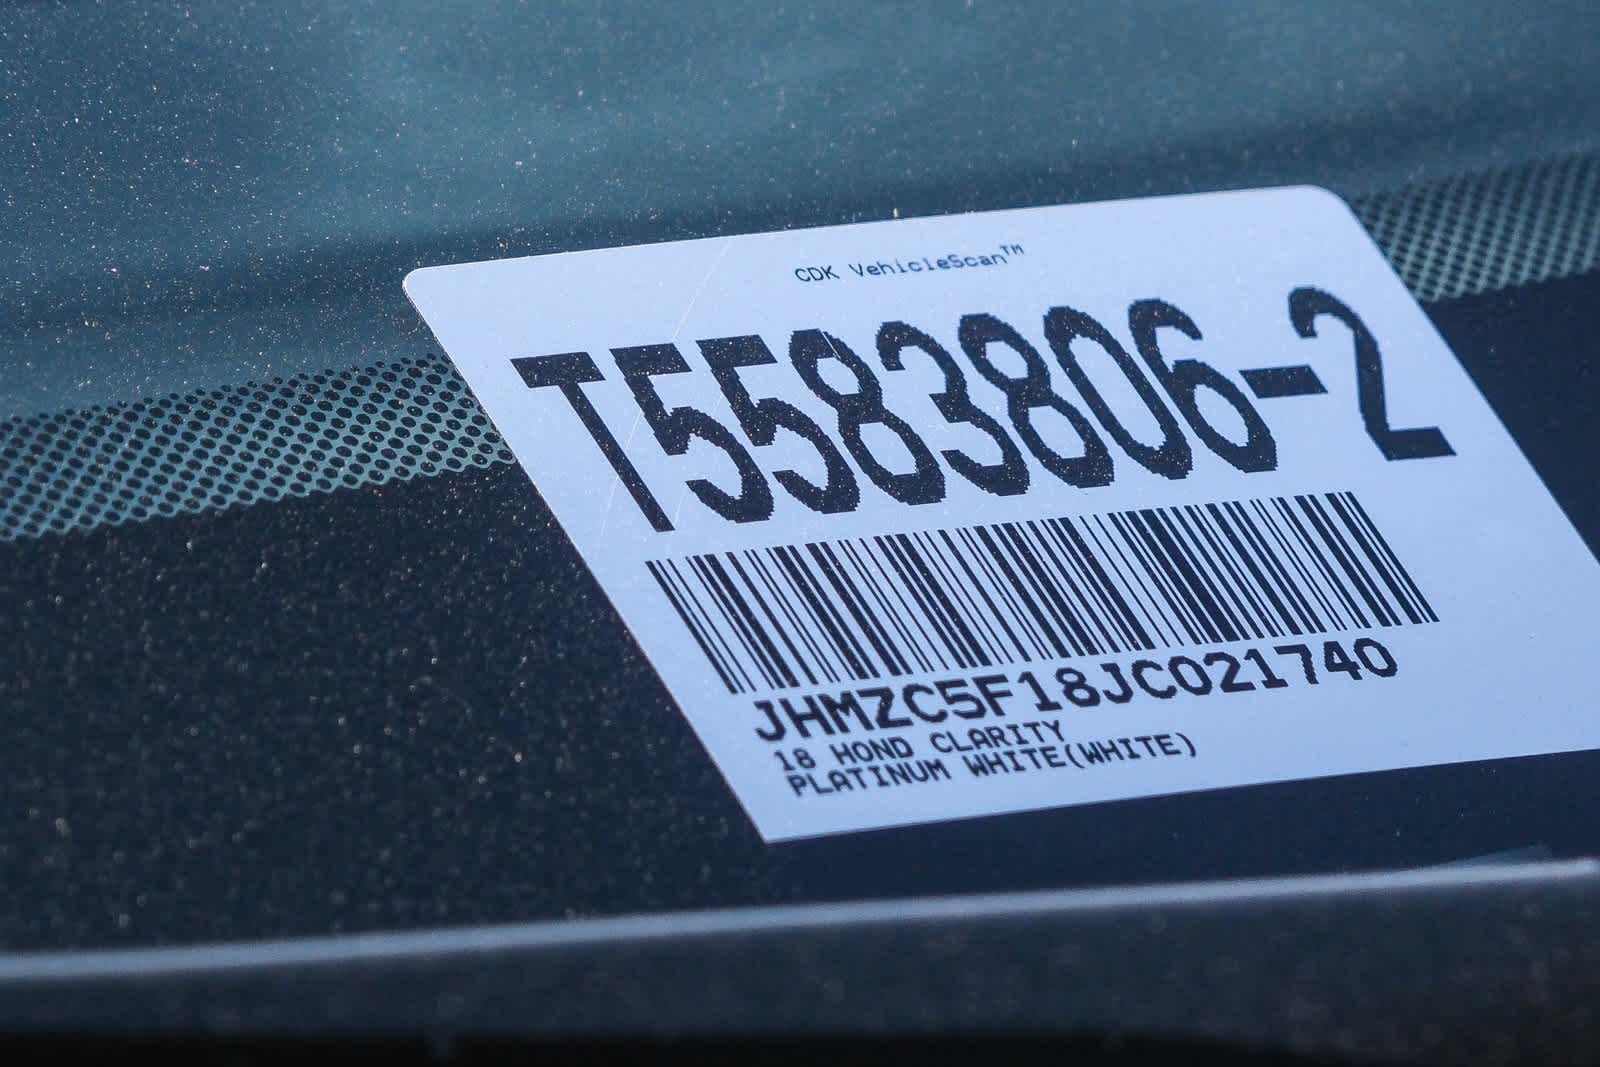 CDK VehicleScan™
T5583806-2
JHMZC5F18JC021740
18 HOND CLARITY
PLATINUM WHITE(WHITE)